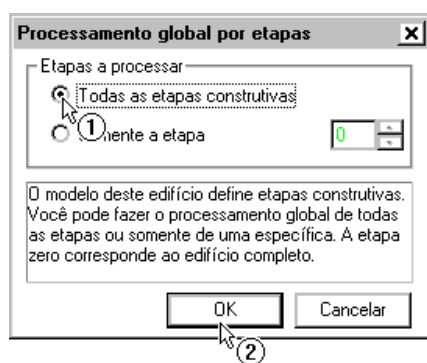 Processamento global por etapas
Etapas a processar
Todas as etapas construtivas
1
mente a etapa
0
O modelo deste edifício define etapas construtivas.
Você pode fazer o processamento global de todas
as etapas ou somente de uma específica. A etapa
zero corresponde ao edifício completo.
OK
Cancelar
2